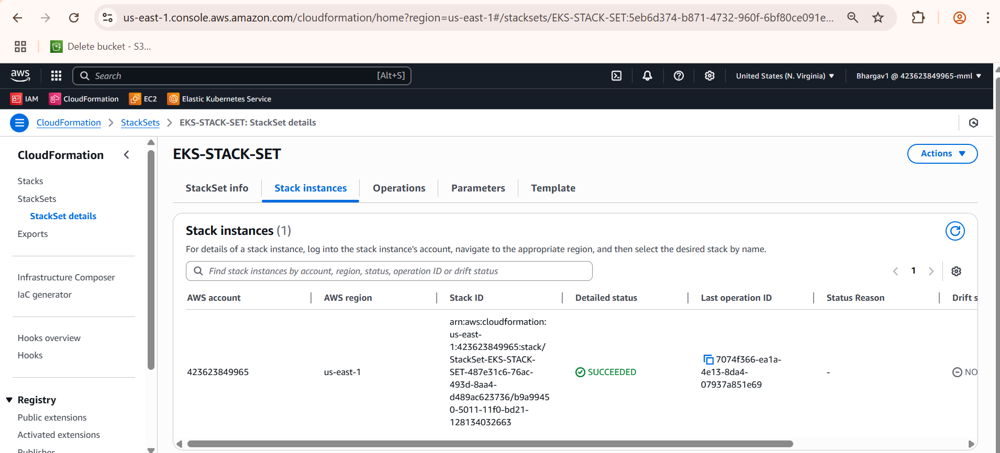 us-east-1.console.aws.amazon.com/cloudformation/home?region=us-east-1#/stacksets/EKS-STACK-SET:5eb6d374-b871-4732-960f-6bf80ce091e...
Delete bucket - S3...
aws
Search [Alt+S]
United States (N. Virginia)
Bhargav1 @ 423623849965-mml
IAM CloudFormation EC2 Elastic Kubernetes Service
CloudFormation StackSets EKS-STACK-SET: StackSet details
CloudFormation
Stacks
StackSets
StackSet details
Exports
Infrastructure Composer
IaC generator
Hooks overview
Hooks
Registry
Public extensions
Activated extensions
Publisher
EKS-STACK-SET
Actions
StackSet info Stack instances Operations Parameters Template
Stack instances (1)
For details of a stack instance, log into the stack instance's account, navigate to the appropriate region, and then select the desired stack by name.
Find stack instances by account, region, status, operation ID or drift status
1
AWS account AWS region Stack ID Detailed status Last operation ID Status Reason Drift s
423623849965
us-east-1
arn:aws:cloudformation:
us-east-
1:423623849965:stack/
StackSet-EKS-STACK-
SET-487e31c6-76ac-
493d-8aa4-
d489ac623736/b9a9945
0-5011-11f0-bd21-
128134032663
SUCCEEDED
7074f366-ea1a-
4e13-8da4-
07937a851e69
-
NO